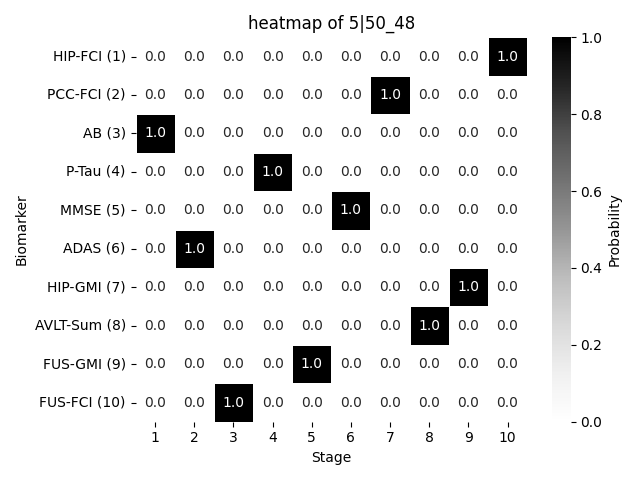 heatmap of 5|50_48
HIP-FCI (1) 0.0 0.0 0.0 0.0 0.0 0.0 0.0 0.0 0.0 1.0
PCC-FCI (2) 0.0 0.0 0.0 0.0 0.0 0.0 1.0 0.0 0.0 0.0
AB (3) 1.0 0.0 0.0 0.0 0.0 0.0 0.0 0.0 0.0 0.0
P-Tau (4) 0.0 0.0 0.0 1.0 0.0 0.0 0.0 0.0 0.0 0.0
MMSE (5) 0.0 0.0 0.0 0.0 0.0 1.0 0.0 0.0 0.0 0.0
ADAS (6) 0.0 1.0 0.0 0.0 0.0 0.0 0.0 0.0 0.0 0.0
HIP-GMI (7) 0.0 0.0 0.0 0.0 0.0 0.0 0.0 0.0 1.0 0.0
AVLT-Sum (8) 0.0 0.0 0.0 0.0 0.0 0.0 0.0 1.0 0.0 0.0
FUS-GMI (9) 0.0 0.0 0.0 0.0 1.0 0.0 0.0 0.0 0.0 0.0
FUS-FCI (10) 0.0 0.0 1.0 0.0 0.0 0.0 0.0 0.0 0.0 0.0
1 2 3 4 5 6 7 8 9 10
Stage
Biomarker
1.0
0.8
0.6
0.4
0.2
0.0
Probability